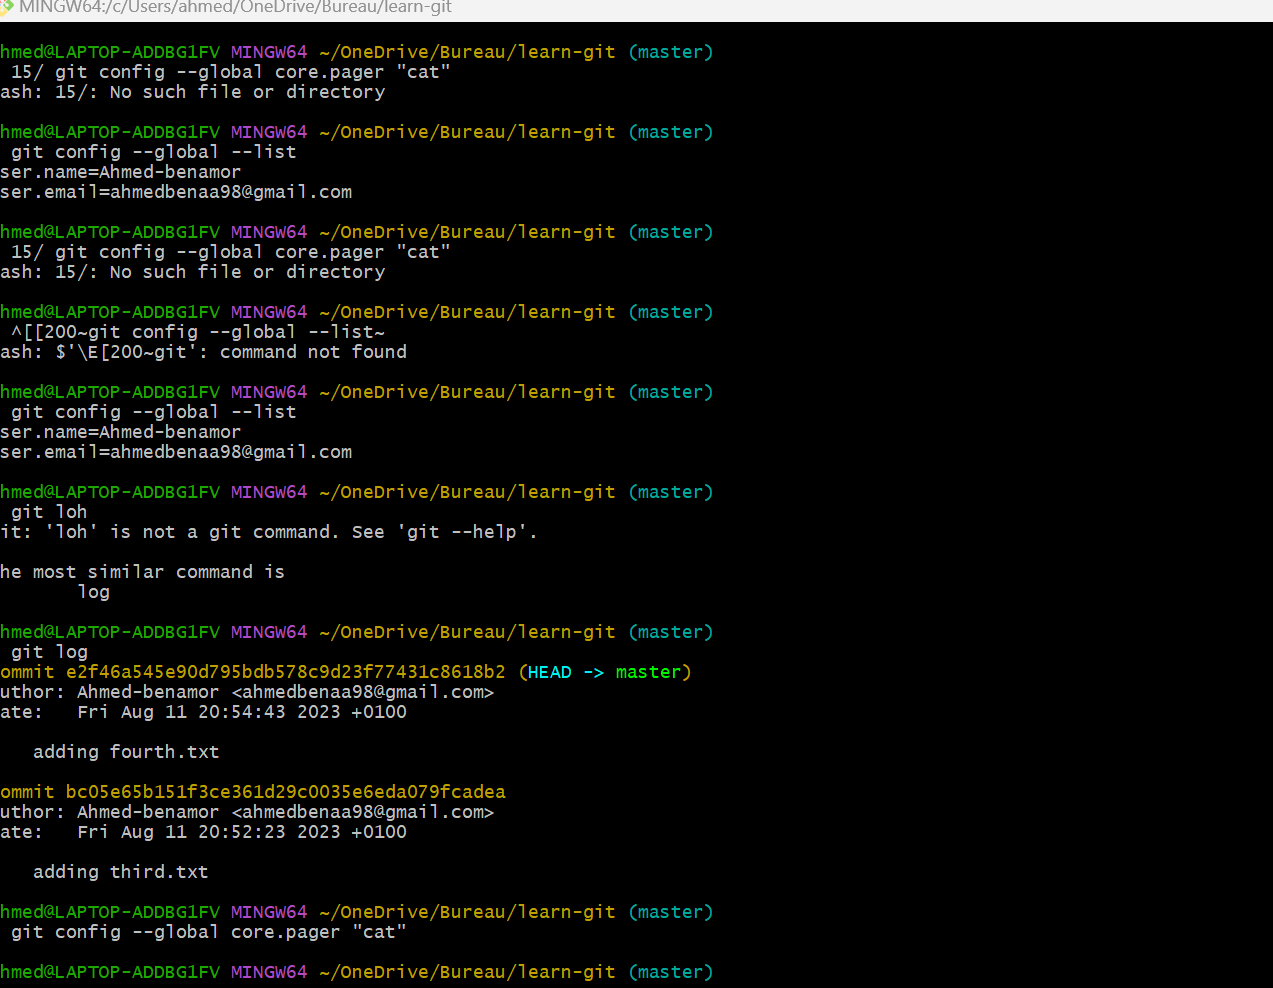 MINGW64:/c/Users/ahmed/OneDrive/Bureau/learn-git
hmed@LAPTOP-ADDBG1FV MINGW64 ~/OneDrive/Bureau/learn-git (master)
15/ git config --global core.pager "cat"
ash: 15/: No such file or directory
hmed@LAPTOP-ADDBG1FV MINGW64 ~/OneDrive/Bureau/learn-git (master)
git config --global --list
ser.name=Ahmed-benamor
ser.email=ahmedbenaa98@gmail.com
hmed@LAPTOP-ADDBG1FV MINGW64 ~/OneDrive/Bureau/learn-git (master)
15/ git config --global core.pager "cat"
ash: 15/: No such file or directory
hmed@LAPTOP-ADDBG1FV MINGW64 ~/OneDrive/Bureau/learn-git (master)
^[[200~git config --global --list~
ash: $'\E[200~git': command not found
hmed@LAPTOP-ADDBG1FV MINGW64 ~/OneDrive/Bureau/learn-git (master)
git config --global --list
ser.name=Ahmed-benamor
ser.email=ahmedbenaa98@gmail.com
hmed@LAPTOP-ADDBG1FV MINGW64 ~/OneDrive/Bureau/learn-git (master)
git loh
it: 'loh' is not a git command. See 'git --help'.
he most similar command is
log
hmed@LAPTOP-ADDBG1FV MINGW64 ~/OneDrive/Bureau/learn-git (master)
git log
ommit e2f46a545e90d795bdb578c9d23f77431c8618b2 (HEAD -> master)
uthor: Ahmed-benamor <ahmedbenaa98@gmail.com>
ate:   Fri Aug 11 20:54:43 2023 +0100
adding fourth.txt
ommit bc05e65b151f3ce361d29c0035e6eda079fcadea
uthor: Ahmed-benamor <ahmedbenaa98@gmail.com>
ate:   Fri Aug 11 20:52:23 2023 +0100
adding third.txt
hmed@LAPTOP-ADDBG1FV MINGW64 ~/OneDrive/Bureau/learn-git (master)
git config --global core.pager "cat"
hmed@LAPTOP-ADDBG1FV MINGW64 ~/OneDrive/Bureau/learn-git (master)